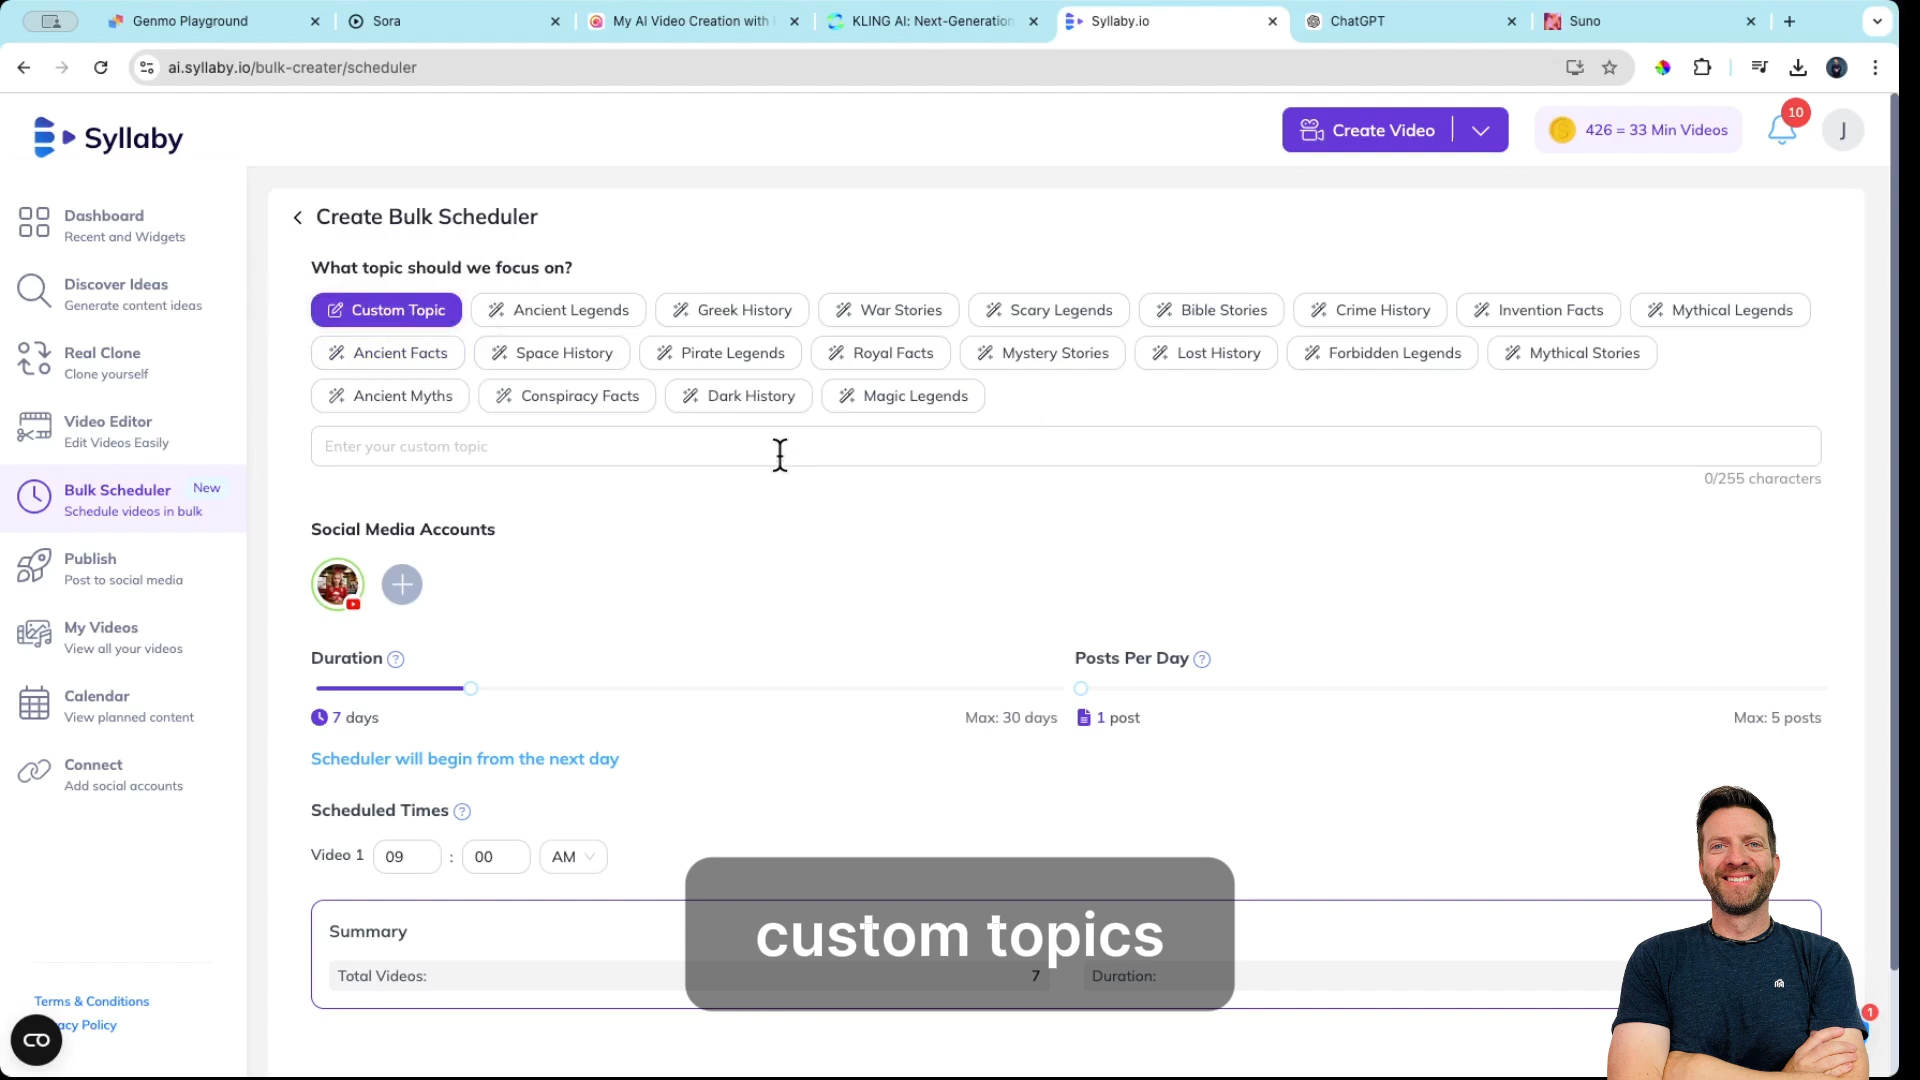 Genmo Playground
Sora
My AI Video Creation with
KLING AI: Next-Generation
Syllaby.io
ChatGPT
Suno
ai.syllaby.io/bulk-creater/scheduler
Syllaby
Create Video
426 = 33 Min Videos
10
J
Dashboard
Recent and Widgets
Discover Ideas
Generate content ideas
Real Clone
Clone yourself
Video Editor
Edit Videos Easily
Bulk Scheduler New
Schedule videos in bulk
Publish
Post to social media
My Videos
View all your videos
Calendar
View planned content
Connect
Add social accounts
Terms & Conditions
acy Policy
Create Bulk Scheduler
What topic should we focus on?
Custom Topic Ancient Legends Greek History War Stories Scary Legends Bible Stories Crime History Invention Facts Mythical Legends
Ancient Facts Space History Pirate Legends Royal Facts Mystery Stories Lost History Forbidden Legends Mythical Stories
Ancient Myths Conspiracy Facts Dark History Magic Legends
Enter your custom topic
0/255 characters
Social Media Accounts
Duration ?
7 days Max: 30 days
Posts Per Day ?
1 post Max: 5 posts
Scheduler will begin from the next day
Scheduled Times ?
Video 1 09 : 00 AM
Summary
Total Videos: 7 Duration:
custom topics
1